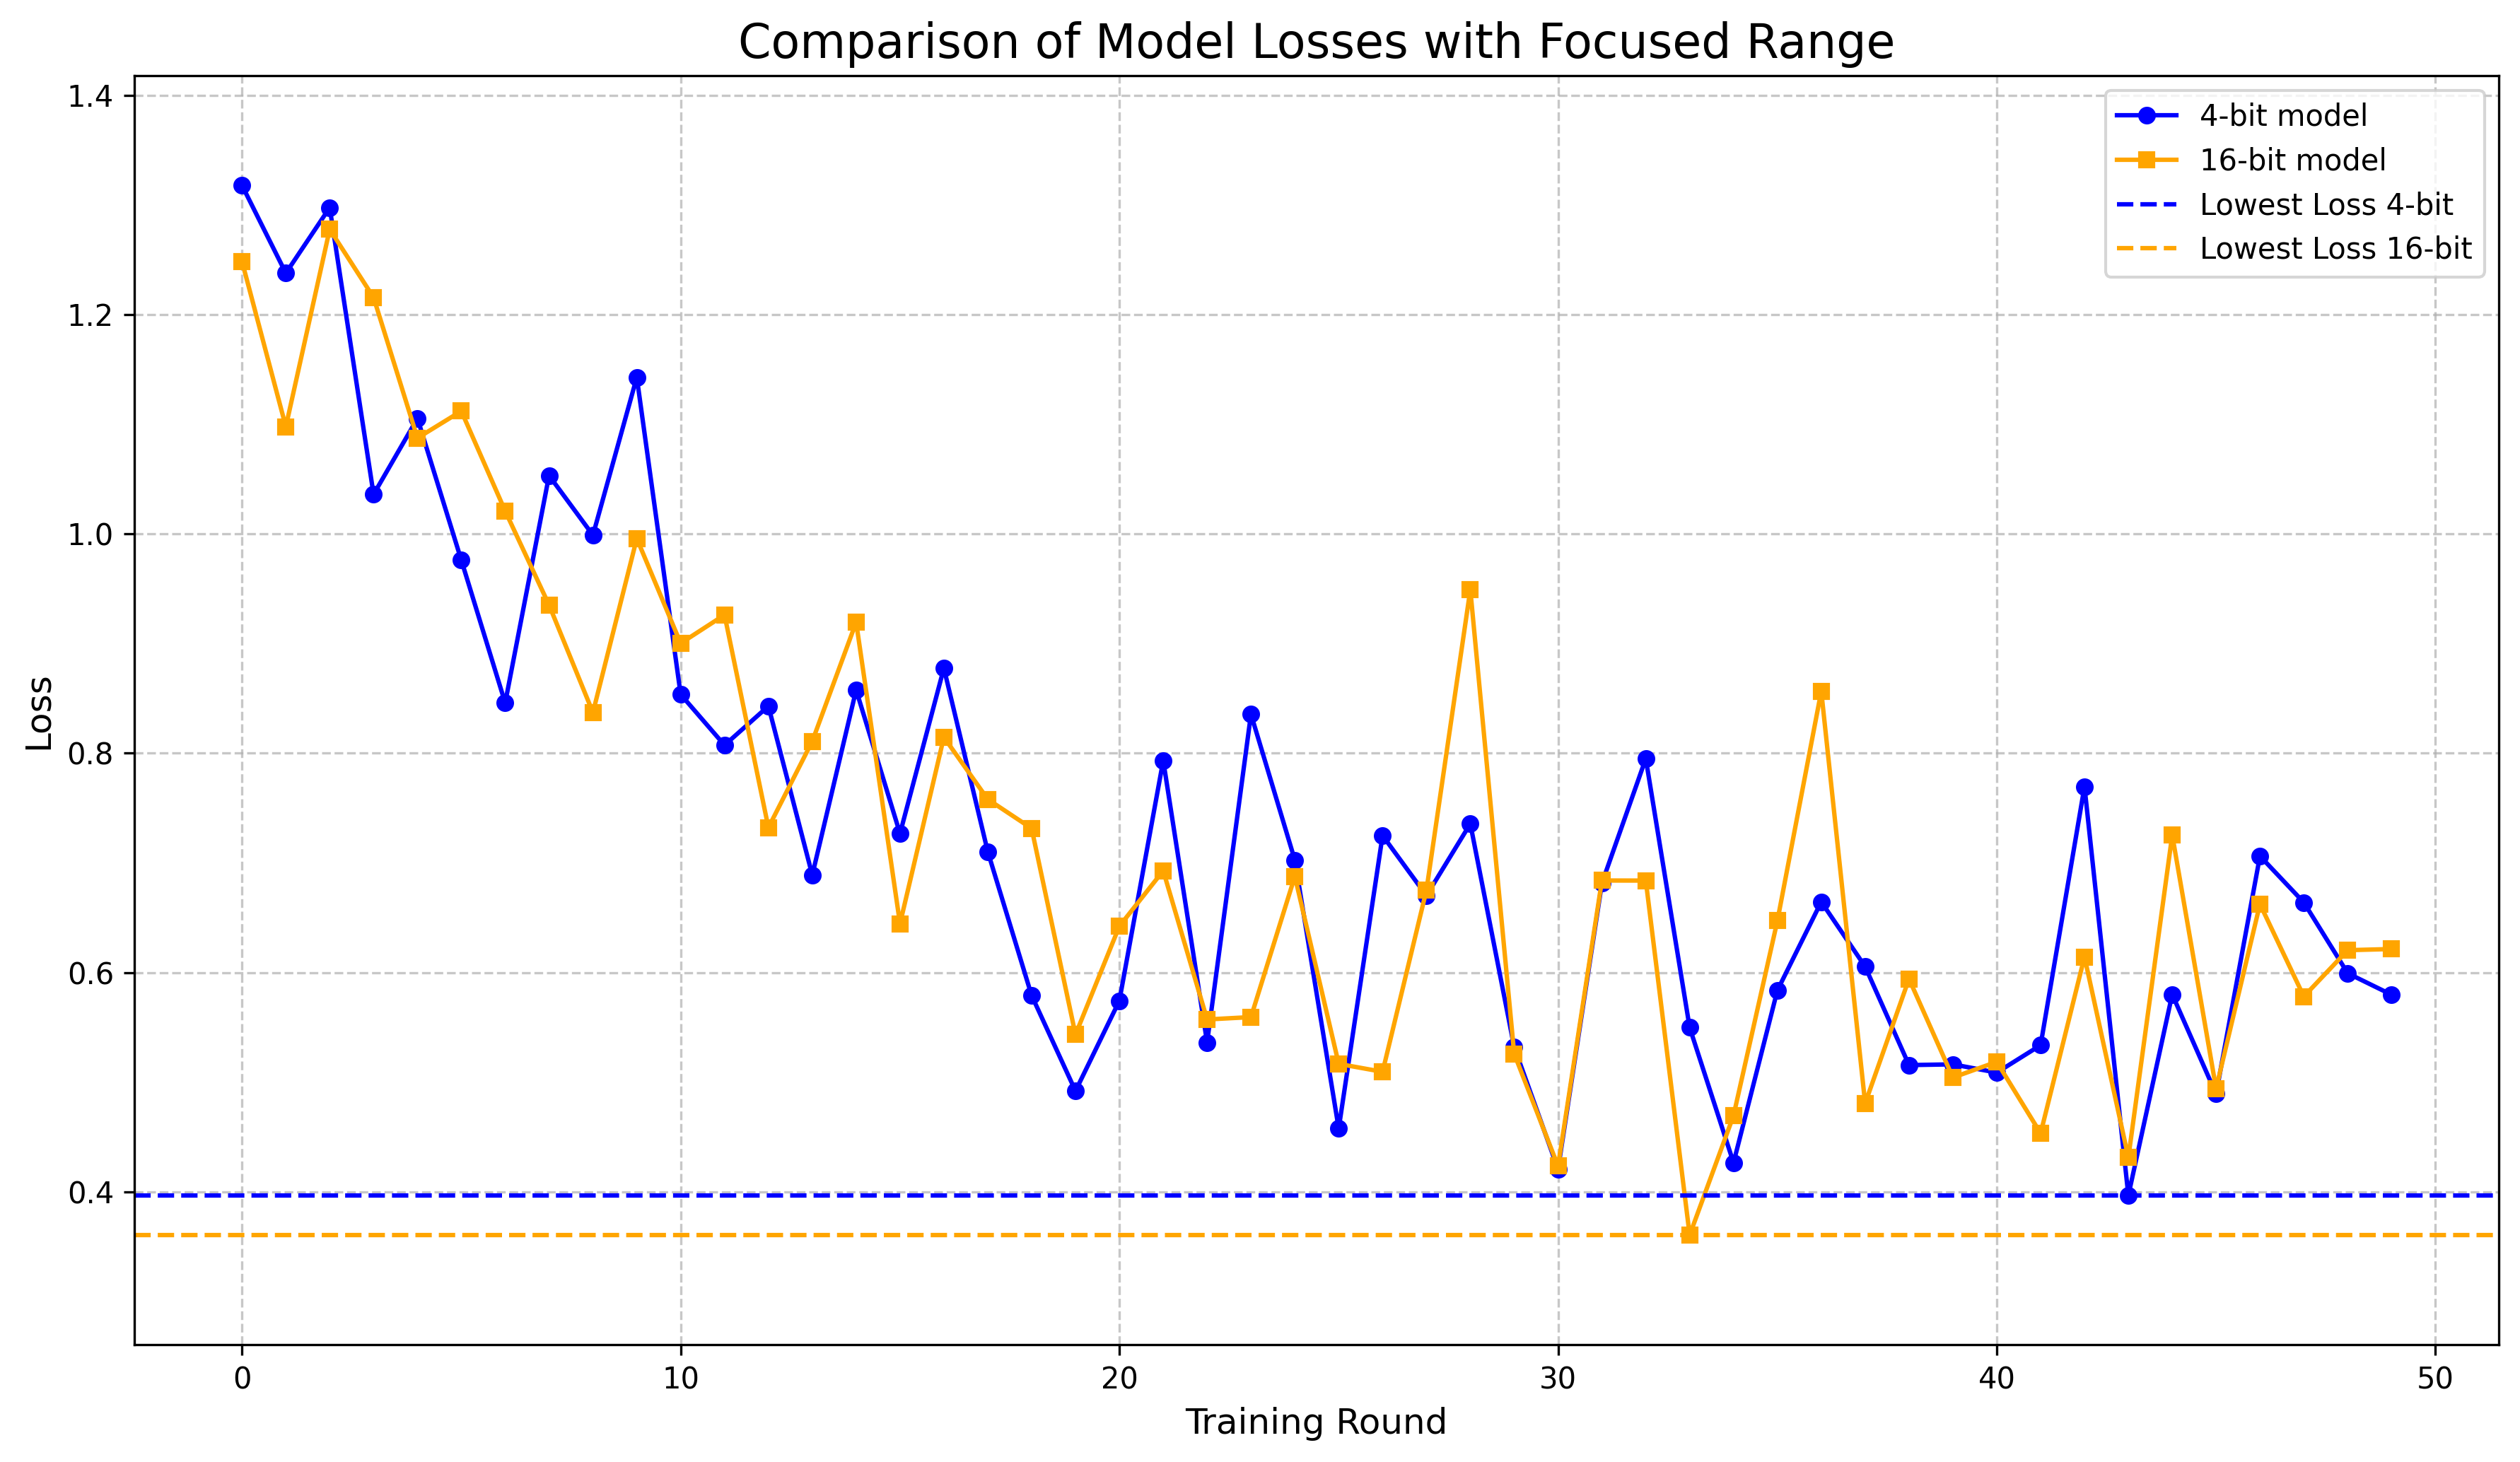 Comparison of Model Losses with Focused Range
1.4
1.2
1.0
0.8
0.6
0.4
Loss
4-bit model
16-bit model
Lowest Loss 4-bit
Lowest Loss 16-bit
0 10 20 30 40 50
Training Round